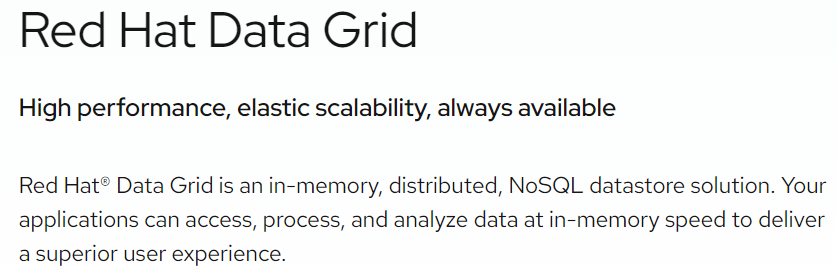 Red Hat Data Grid
High performance, elastic scalability, always available
Red Hat® Data Grid is an in-memory, distributed, NoSQL datastore solution. Your
applications can access, process, and analyze data at in-memory speed to deliver
a superior user experience.